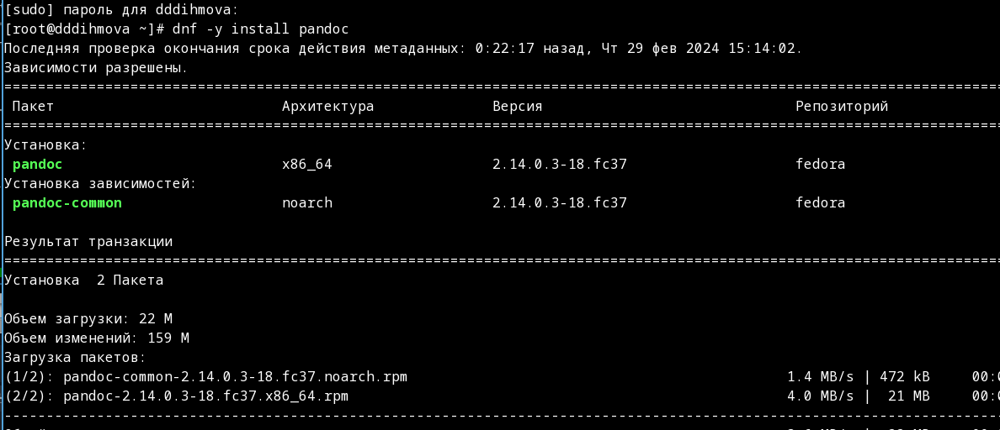 [sudo] пароль для dddihmova:
[root@dddihmova ~]# dnf -y install pandoc
Последняя проверка окончания срока действия метаданных: 0:22:17 назад, Чт 29 фев 2024 15:14:02.
Зависимости разрешены.
================================================================================
Пакет Архитектура Версия Репозиторий
================================================================================
Установка:
pandoc x86_64 2.14.0.3-18.fc37 fedora
Установка зависимостей:
pandoc-common noarch 2.14.0.3-18.fc37 fedora
Результат транзакции
================================================================================
Установка  2 Пакета
Объем загрузки: 22 M
Объем изменений: 159 M
Загрузка пакетов:
(1/2): pandoc-common-2.14.0.3-18.fc37.noarch.rpm 1.4 MB/s | 472 kB 00:
(2/2): pandoc-2.14.0.3-18.fc37.x86_64.rpm 4.0 MB/s |  21 MB 00:
--------------------------------------------------------------------------------